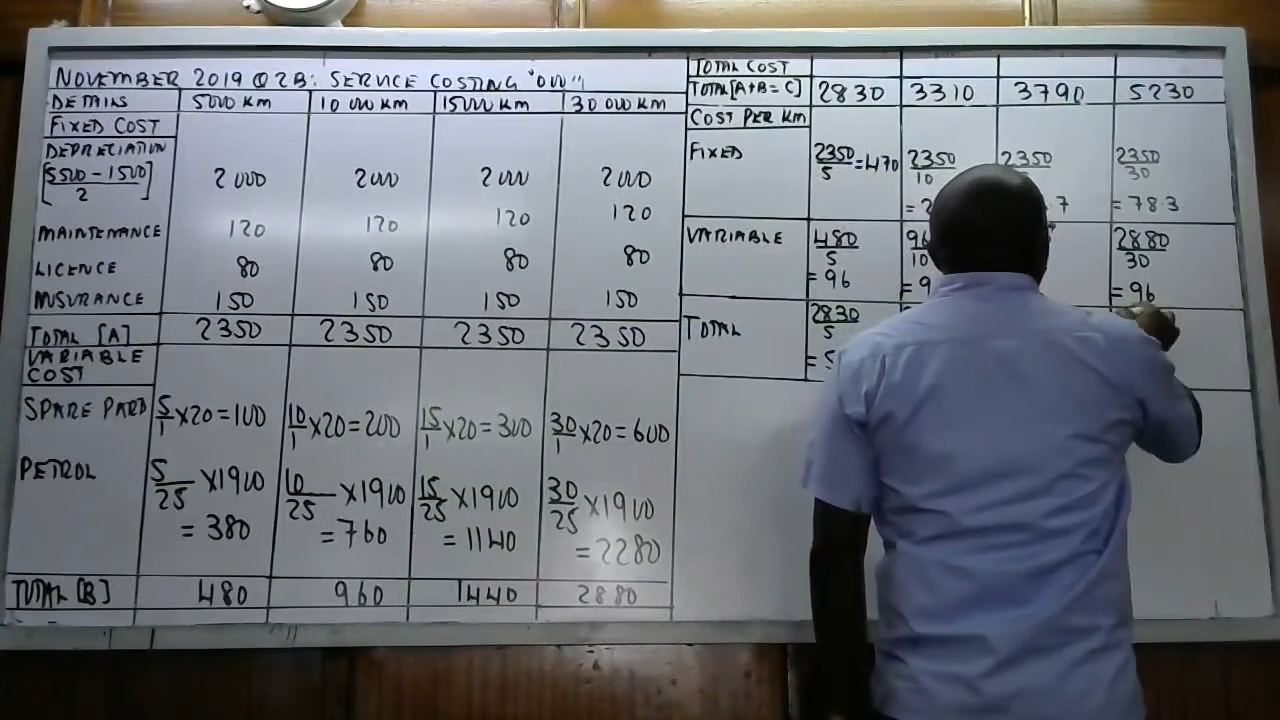 NOVEMBER 2019 Q 2B: SERVICE COSTING "000"
DETAILS 5000 KM 10 000 KM 15000 KM 30 000 KM
FIXED COST
DEPRECIATION
[5500 - 1500 / 2] 2000 2000 2000 2000
MAINTENANCE 120 120 120 120
LICENCE 80 80 80 80
INSURANCE 150 150 150 150
TOTAL [A] 2350 2350 2350 2350
VARIABLE
COST
SPARE PARTS 5/1 X20=100 10/1 X20=200 15/1 X20=300 30/1 X20=600
PETROL 5/25 X1900 10/25 X1900 15/25 X1900 30/25 X1900
= 380 =760 =1140 =2280
TOTAL [B] 480 960 1440 2880
TOTAL COST
TOTAL [A+B=C] 2830 3310 3790 5230
COST PER KM
FIXED 2350/5 =470 2350/10 2350 2350/30
= 78.3
VARIABLE 480/5 2880/30
= 96 = 96
TOTAL 2830/5